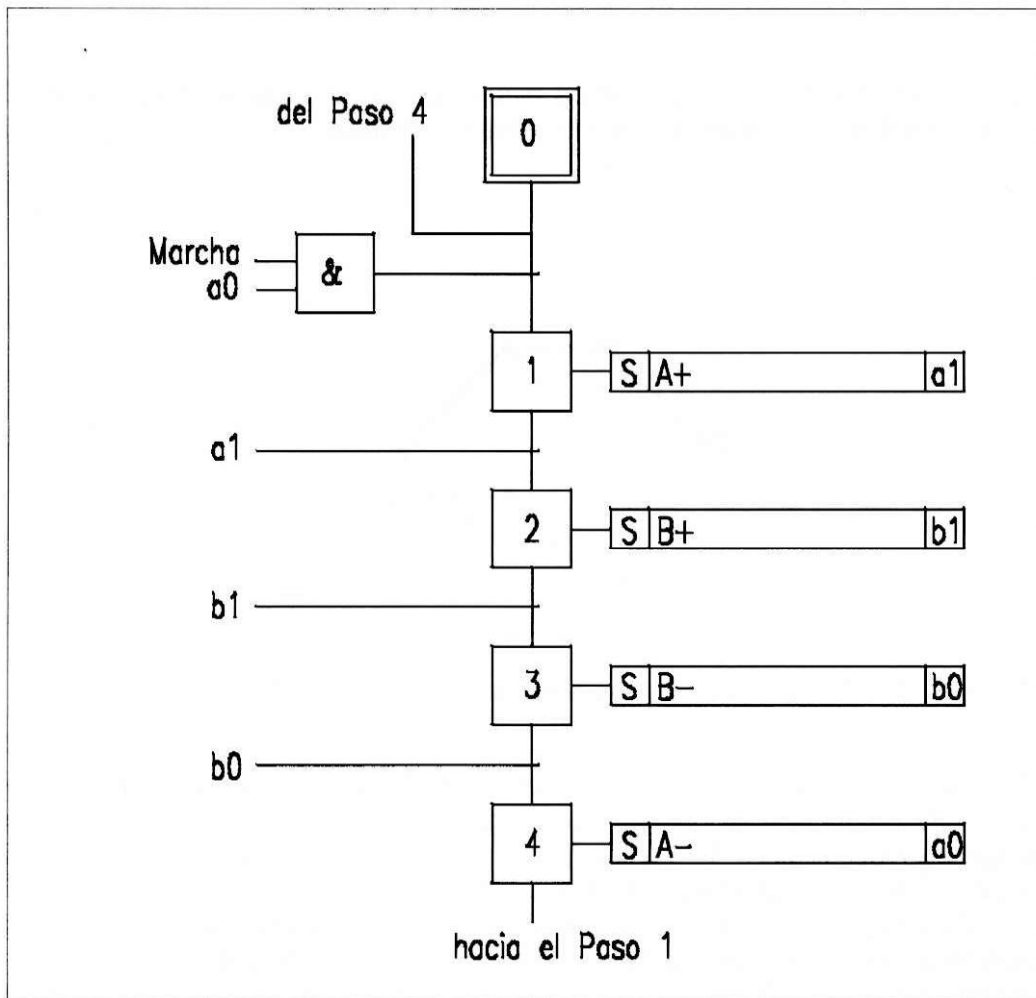 del Paso 4
0
Marcha
a0
&
1
S A+ a1
a1
2
S B+ b1
b1
3
S B- b0
b0
4
S A- a0
hacia el Paso 1